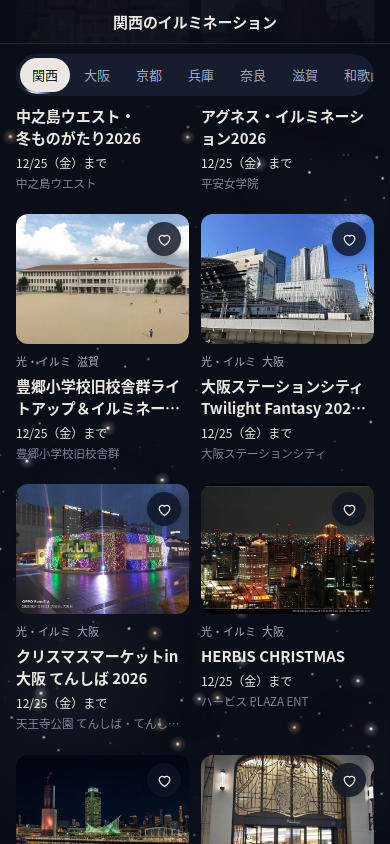 関西のイルミネーション
関西
大阪
京都
兵庫
奈良
滋賀
中之島ウエスト・
冬ものがたり2026
12/25（金）まで
中之島ウエスト
アグネス・イルミネーシ
ョン2026
12/25（金）まで
平安女学院
光・イルミ 滋賀
豊郷小学校旧校舎群ライ
トアップ＆イルミネー…
12/25（金）まで
豊郷小学校旧校舎群
光・イルミ 大阪
大阪ステーションシティ
Twilight Fantasy 202…
12/25（金）まで
大阪ステーションシティ
光・イルミ 大阪
クリスマスマーケットin
大阪 てんしば 2026
12/25（金）まで
天王寺公園 てんしば・てんし…
光・イルミ 大阪
HERBIS CHRISTMAS
12/25（金）まで
ハービス PLAZA ENT